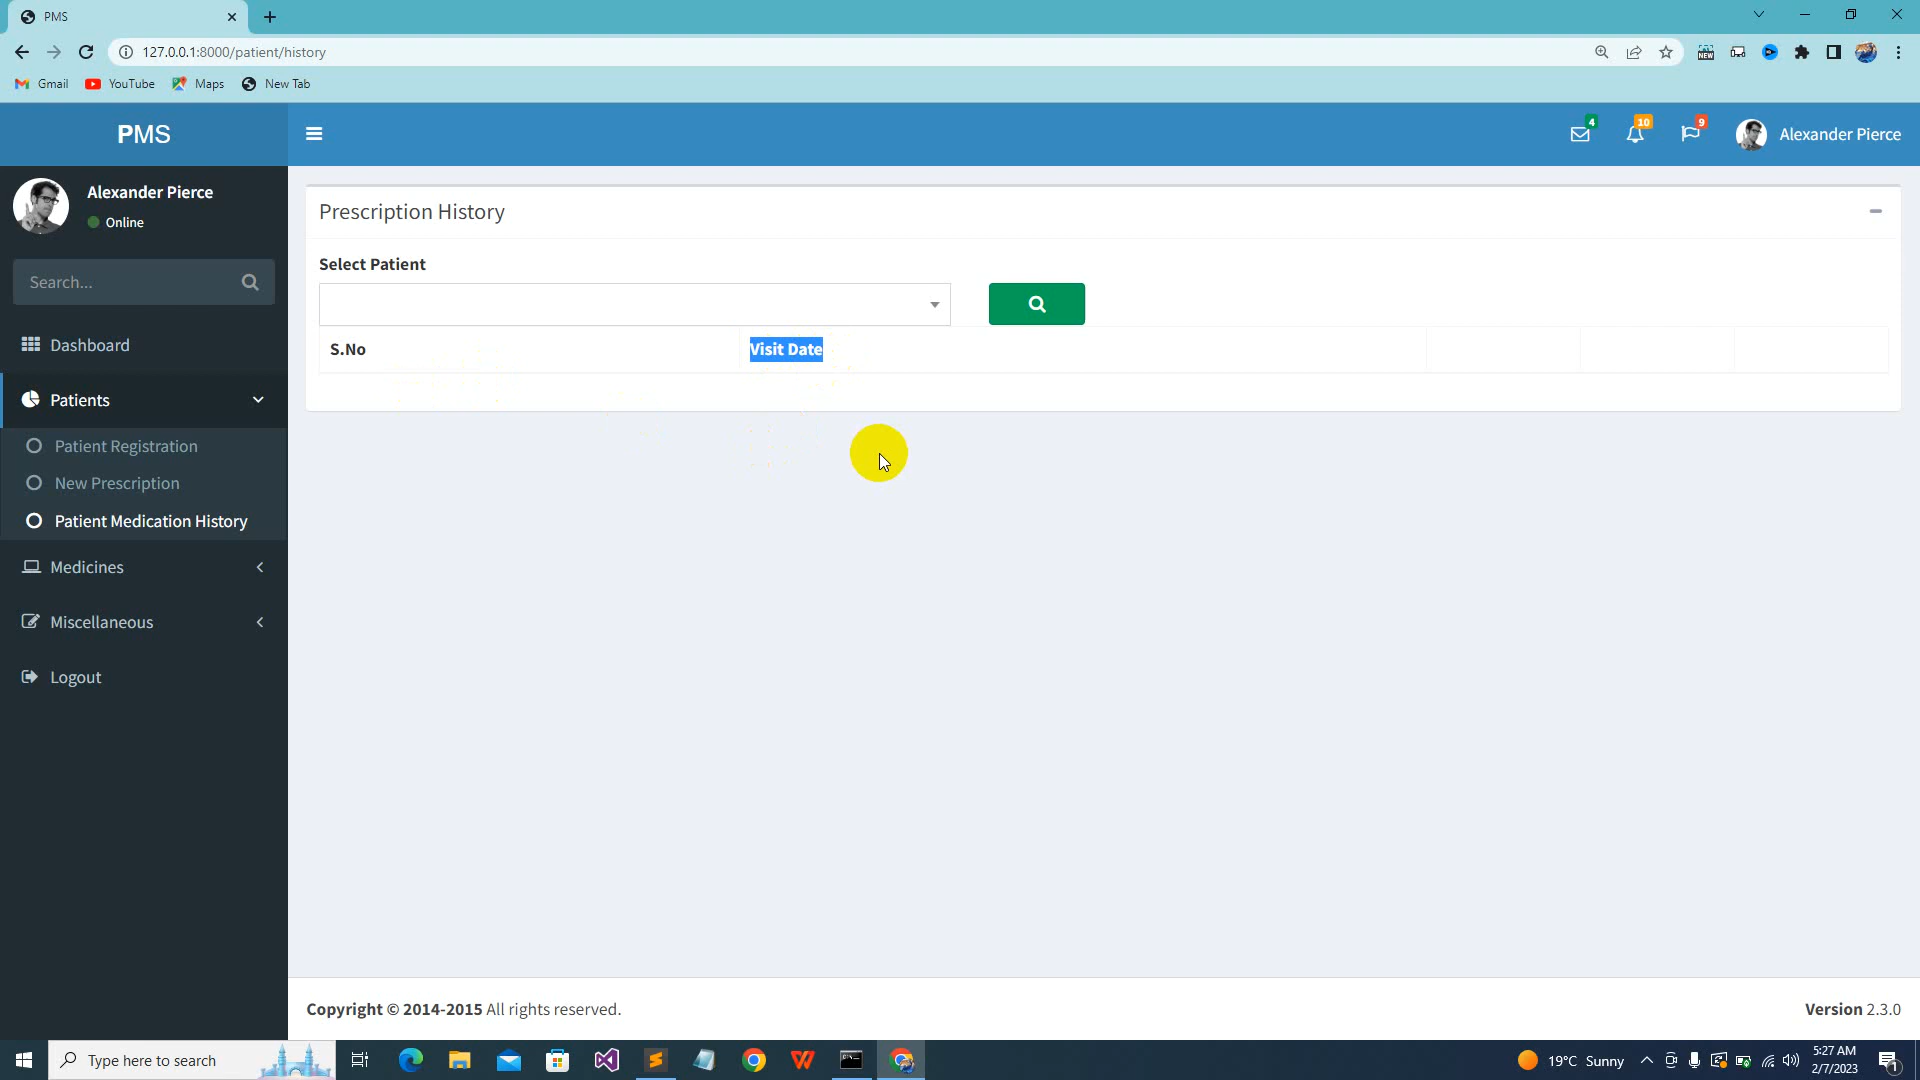 PMS
127.0.0.1:8000/patient/history
Gmail
YouTube
Maps
New Tab
NEW
PMS
4
10
9
Alexander Pierce
Alexander Pierce
Online
Search...
Dashboard
Patients
Patient Registration
New Prescription
Patient Medication History
Medicines
Miscellaneous
Logout
Prescription History
Select Patient
S.No
Visit Date
Copyright © 2014-2015 All rights reserved.
Version 2.3.0
Type here to search
19°C Sunny
5:27 AM
2/7/2023
1